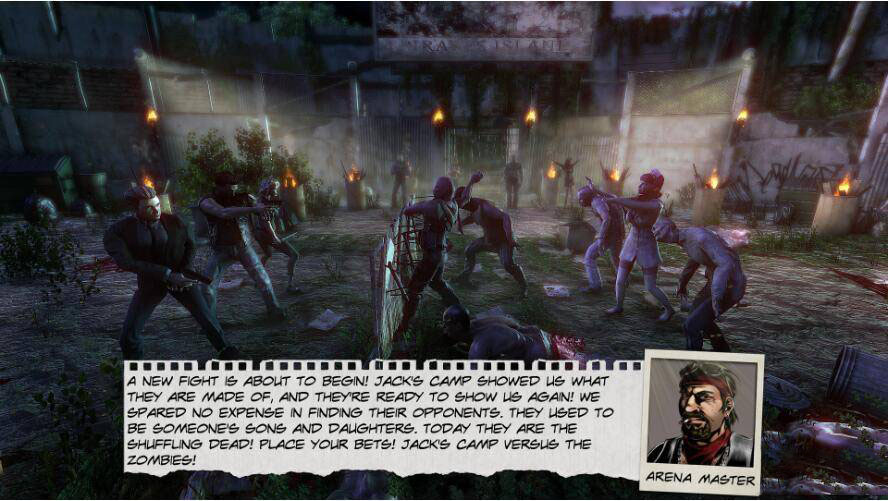 ISLAND
A NEW FIGHT IS ABOUT TO BEGIN! JACK'S CAMP SHOWED US WHAT
THEY ARE MADE OF, AND THEY'RE READY TO SHOW US AGAIN! WE
SPARED NO EXPENSE IN FINDING THEIR OPPONENTS. THEY USED TO
BE SOMEONE'S SONS AND DAUGHTERS. TODAY THEY ARE THE
SHUFFLING DEAD! PLACE YOUR BETS! JACK'S CAMP VERSUS THE
ZOMBIES!
ARENA MASTER